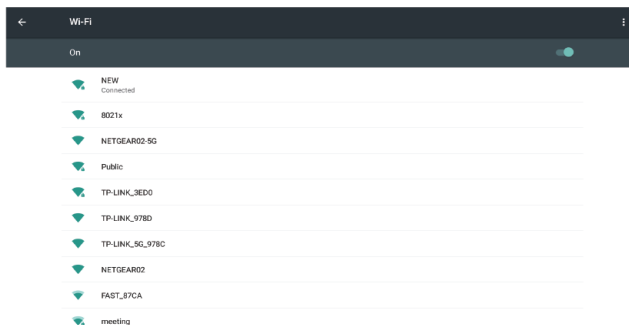 Wi-Fi
On
NEW
Connected
8021x
NETGEAR02-5G
Public
TP-LINK_3ED0
TP-LINK_978D
TP-LINK_5G_978C
NETGEAR02
FAST_87CA
meeting